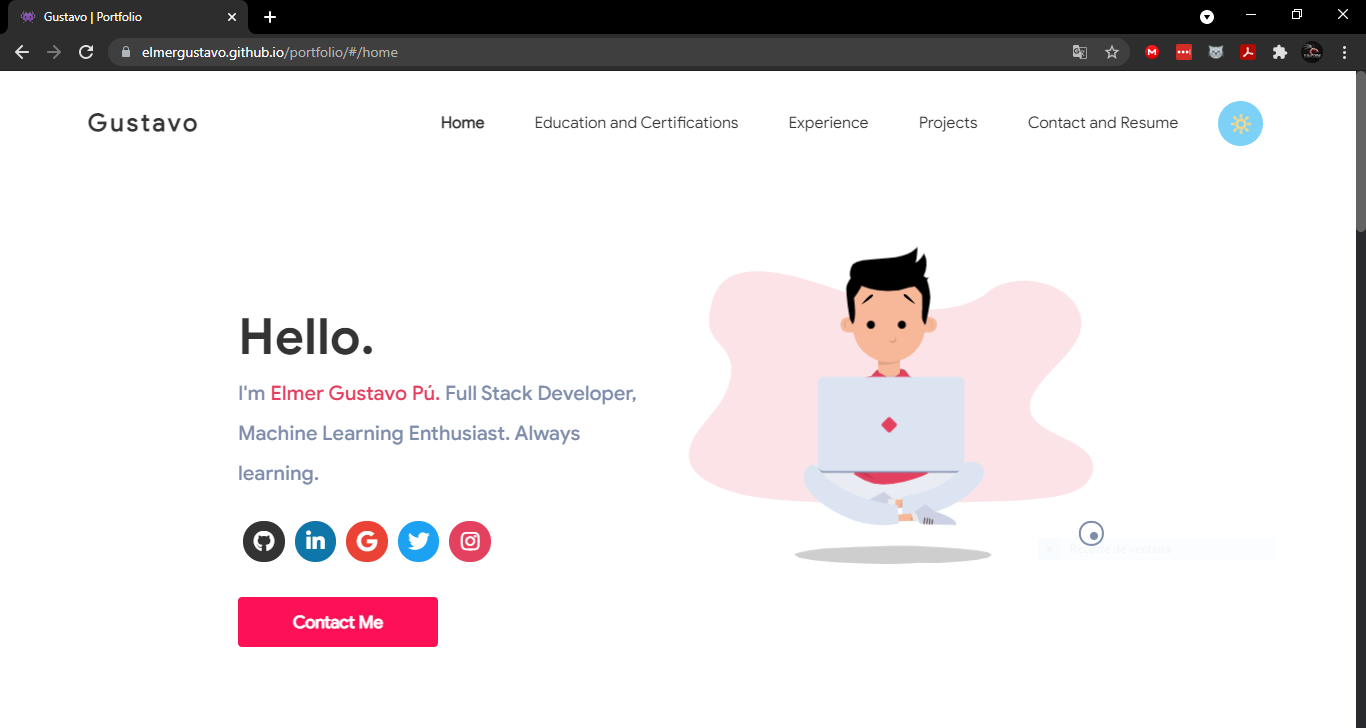 Gustavo | Portfolio
elmergustavo.github.io/portfolio/#/home
Gustavo
Home
Education and Certifications
Experience
Projects
Contact and Resume
Hello.
I'm Elmer Gustavo Pú. Full Stack Developer,
Machine Learning Enthusiast. Always
learning.
Contact Me